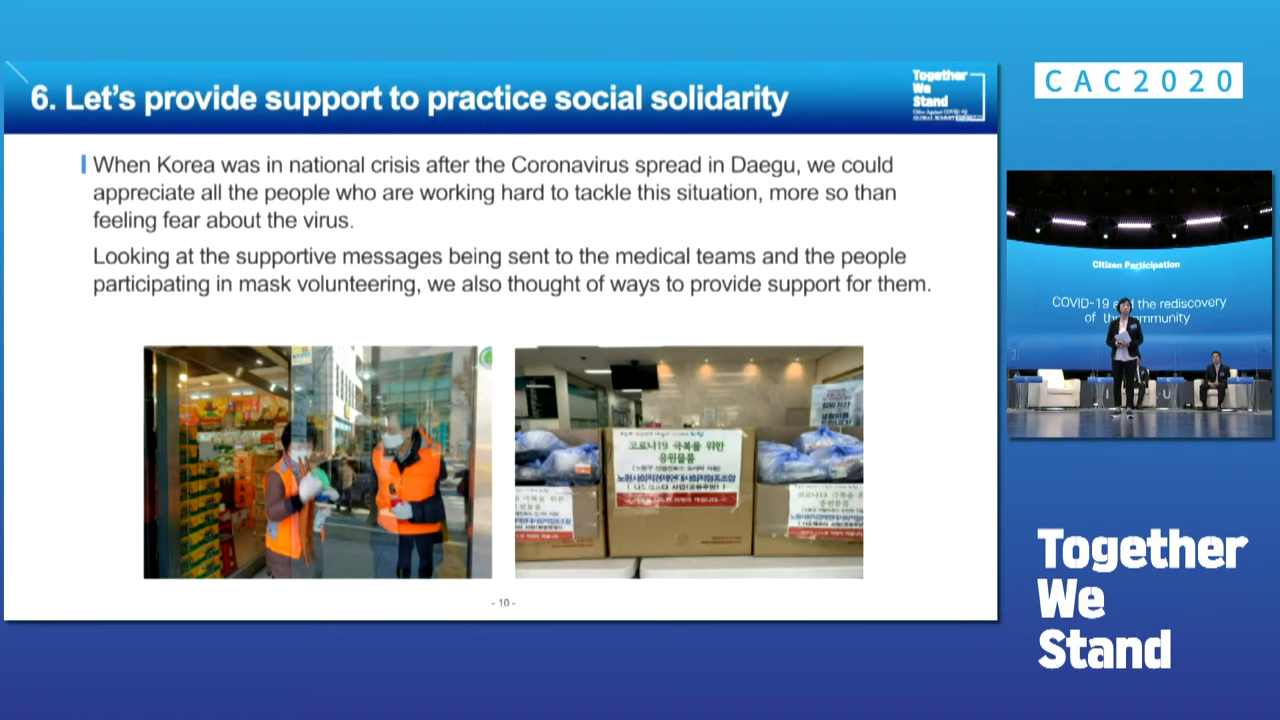 6. Let's provide support to practice social solidarity
Together
We
Stand
CAC2020
When Korea was in national crisis after the Coronavirus spread in Daegu, we could
appreciate all the people who are working hard to tackle this situation, more so than
feeling fear about the virus.
Looking at the supportive messages being sent to the medical teams and the people
participating in mask volunteering, we also thought of ways to provide support for them.
Citizen Participation
COVID-19 the rediscovery
of
코로나19 극복을 위한
응원물품
- 10 -
Together
We
Stand